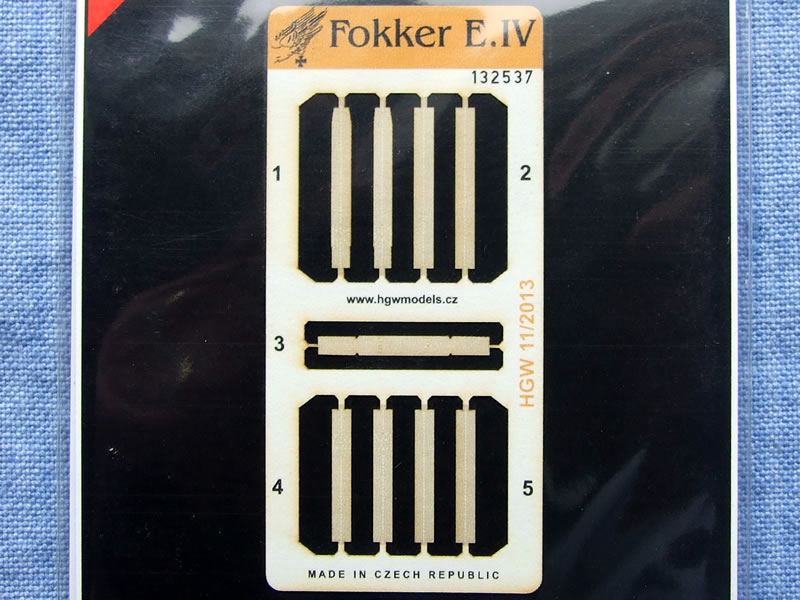 Fokker E.IV
132537
1
2
www.hgwmodels.cz
3
HGW 11/2013
4
5
MADE IN CZECH REPUBLIC